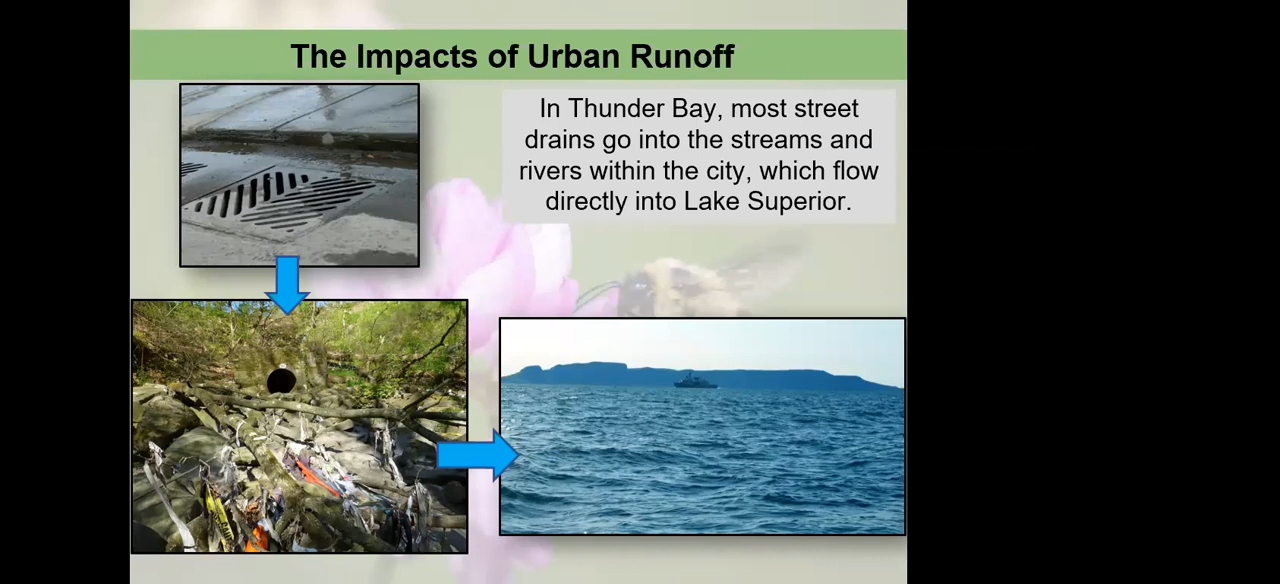 The Impacts of Urban Runoff
In Thunder Bay, most street
drains go into the streams and
rivers within the city, which flow
directly into Lake Superior.